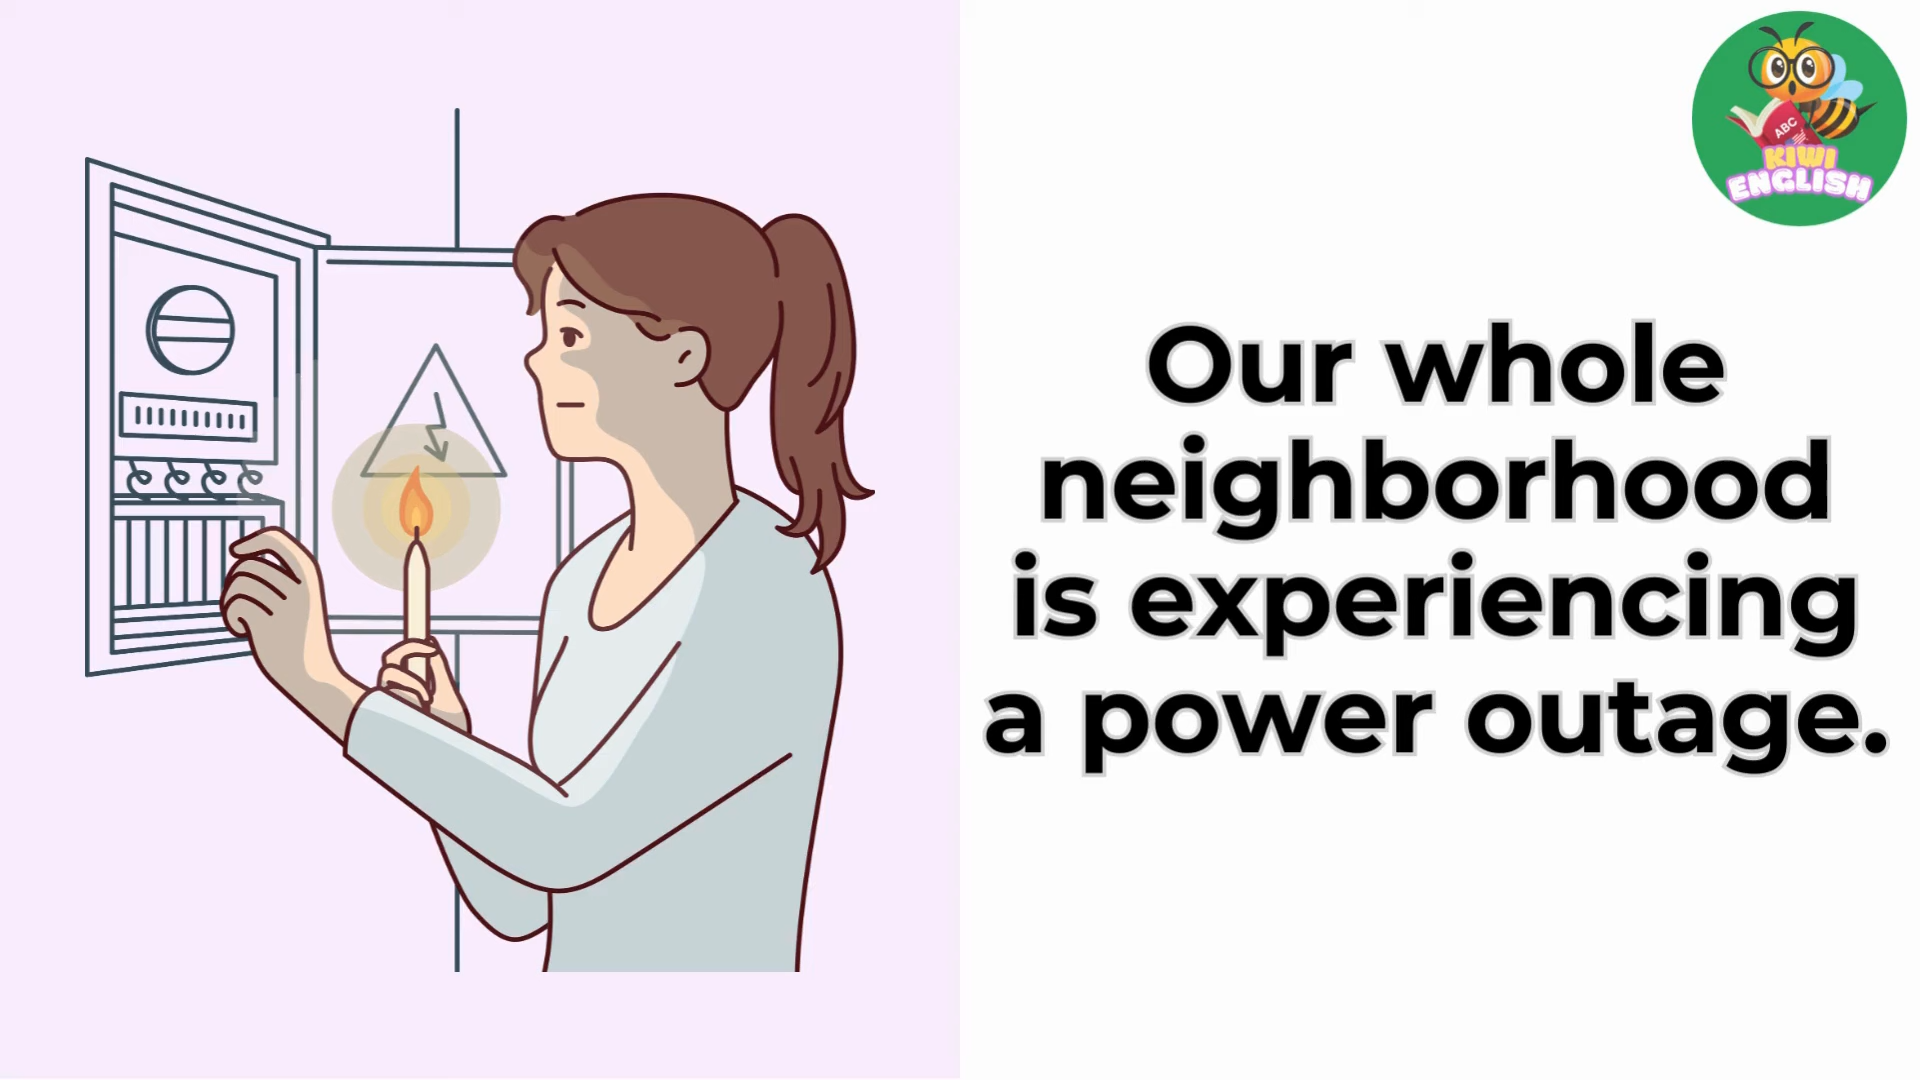 ABC
KIWI
ENGLISH
Our whole
neighborhood
is experiencing
a power outage.